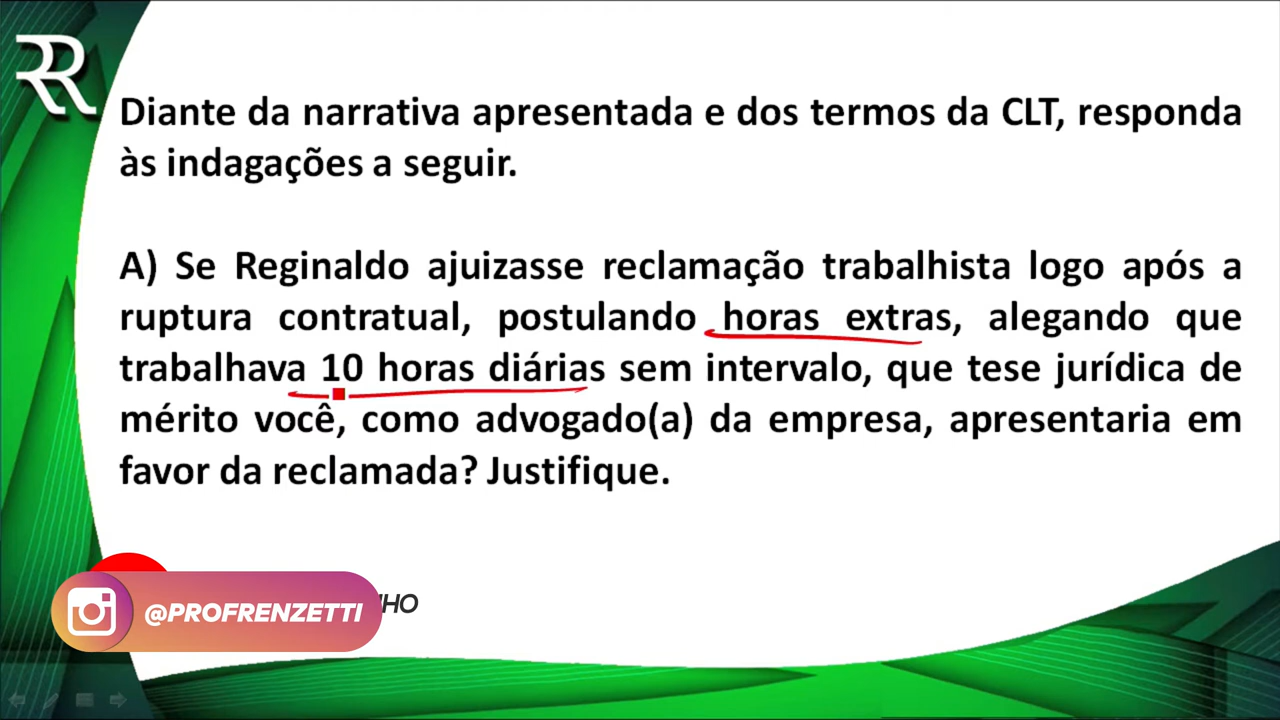 Diante da narrativa apresentada e dos termos da CLT, responda
às indagações a seguir.
A) Se Reginaldo ajuizasse reclamação trabalhista logo após a
ruptura contratual, postulando horas extras, alegando que
trabalhava 10 horas diárias sem intervalo, que tese jurídica de
mérito você, como advogado(a) da empresa, apresentaria em
favor da reclamada? Justifique.
@PROFRENZETTI